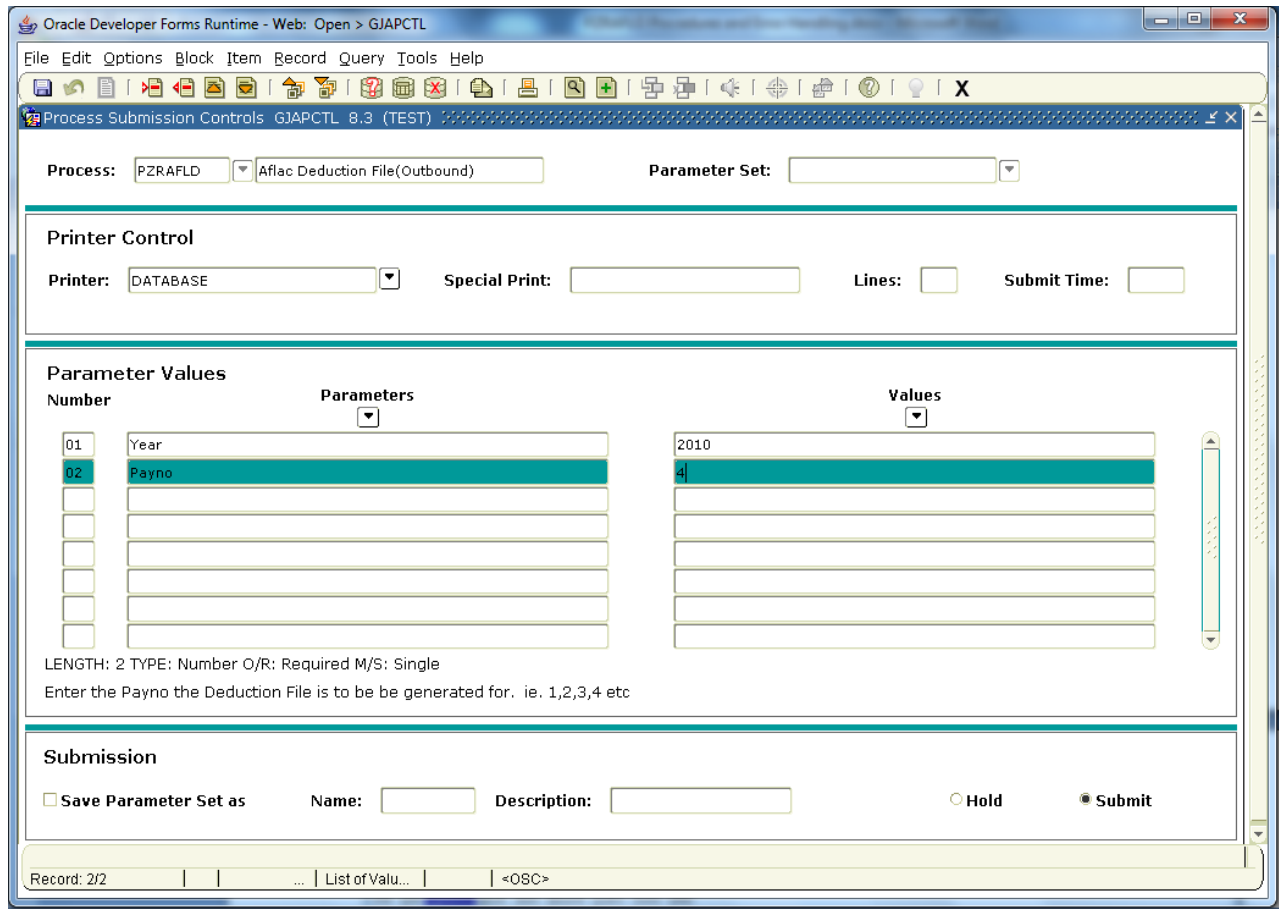 Oracle Developer Forms Runtime - Web: Open > GJAPCTL
File Edit Options Block Item Record Query Tools Help
X
Process Submission Controls GJAPCTL 8.3 (TEST)
Process: PZRAFLD Aflac Deduction File(Outbound) Parameter Set:
Printer Control
Printer: DATABASE Special Print: Lines: Submit Time:
Parameter Values
Number Parameters Values
01 Year 2010
02 Payno 4
LENGTH: 2 TYPE: Number O/R: Required M/S: Single
Enter the Payno the Deduction File is to be be generated for. ie. 1,2,3,4 etc
Submission
Save Parameter Set as Name: Description: Hold Submit
Record: 2/2 ... List of Valu... <OSC>